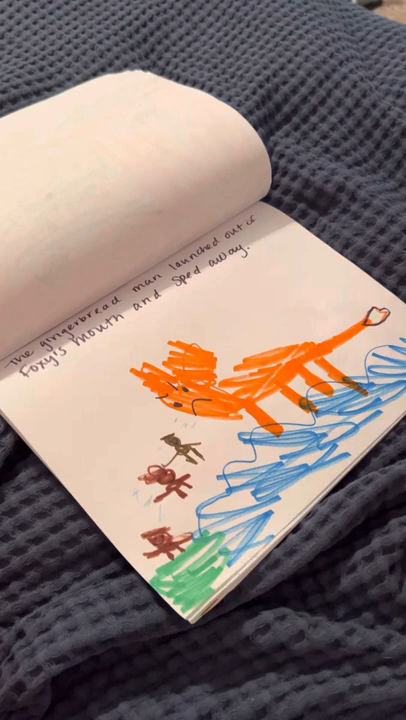 The gingerbread man launched out of
Foxy's mouth and sped away.